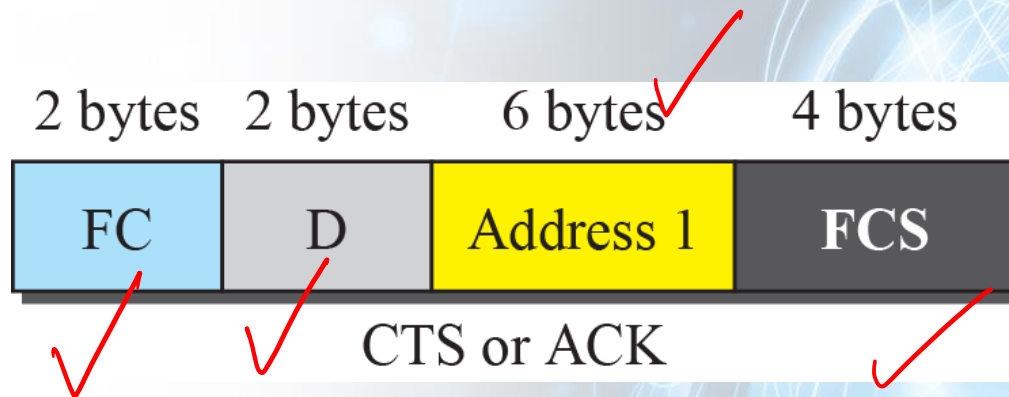 2 bytes 2 bytes 6 bytes 4 bytes
FC D Address 1 FCS
CTS or ACK